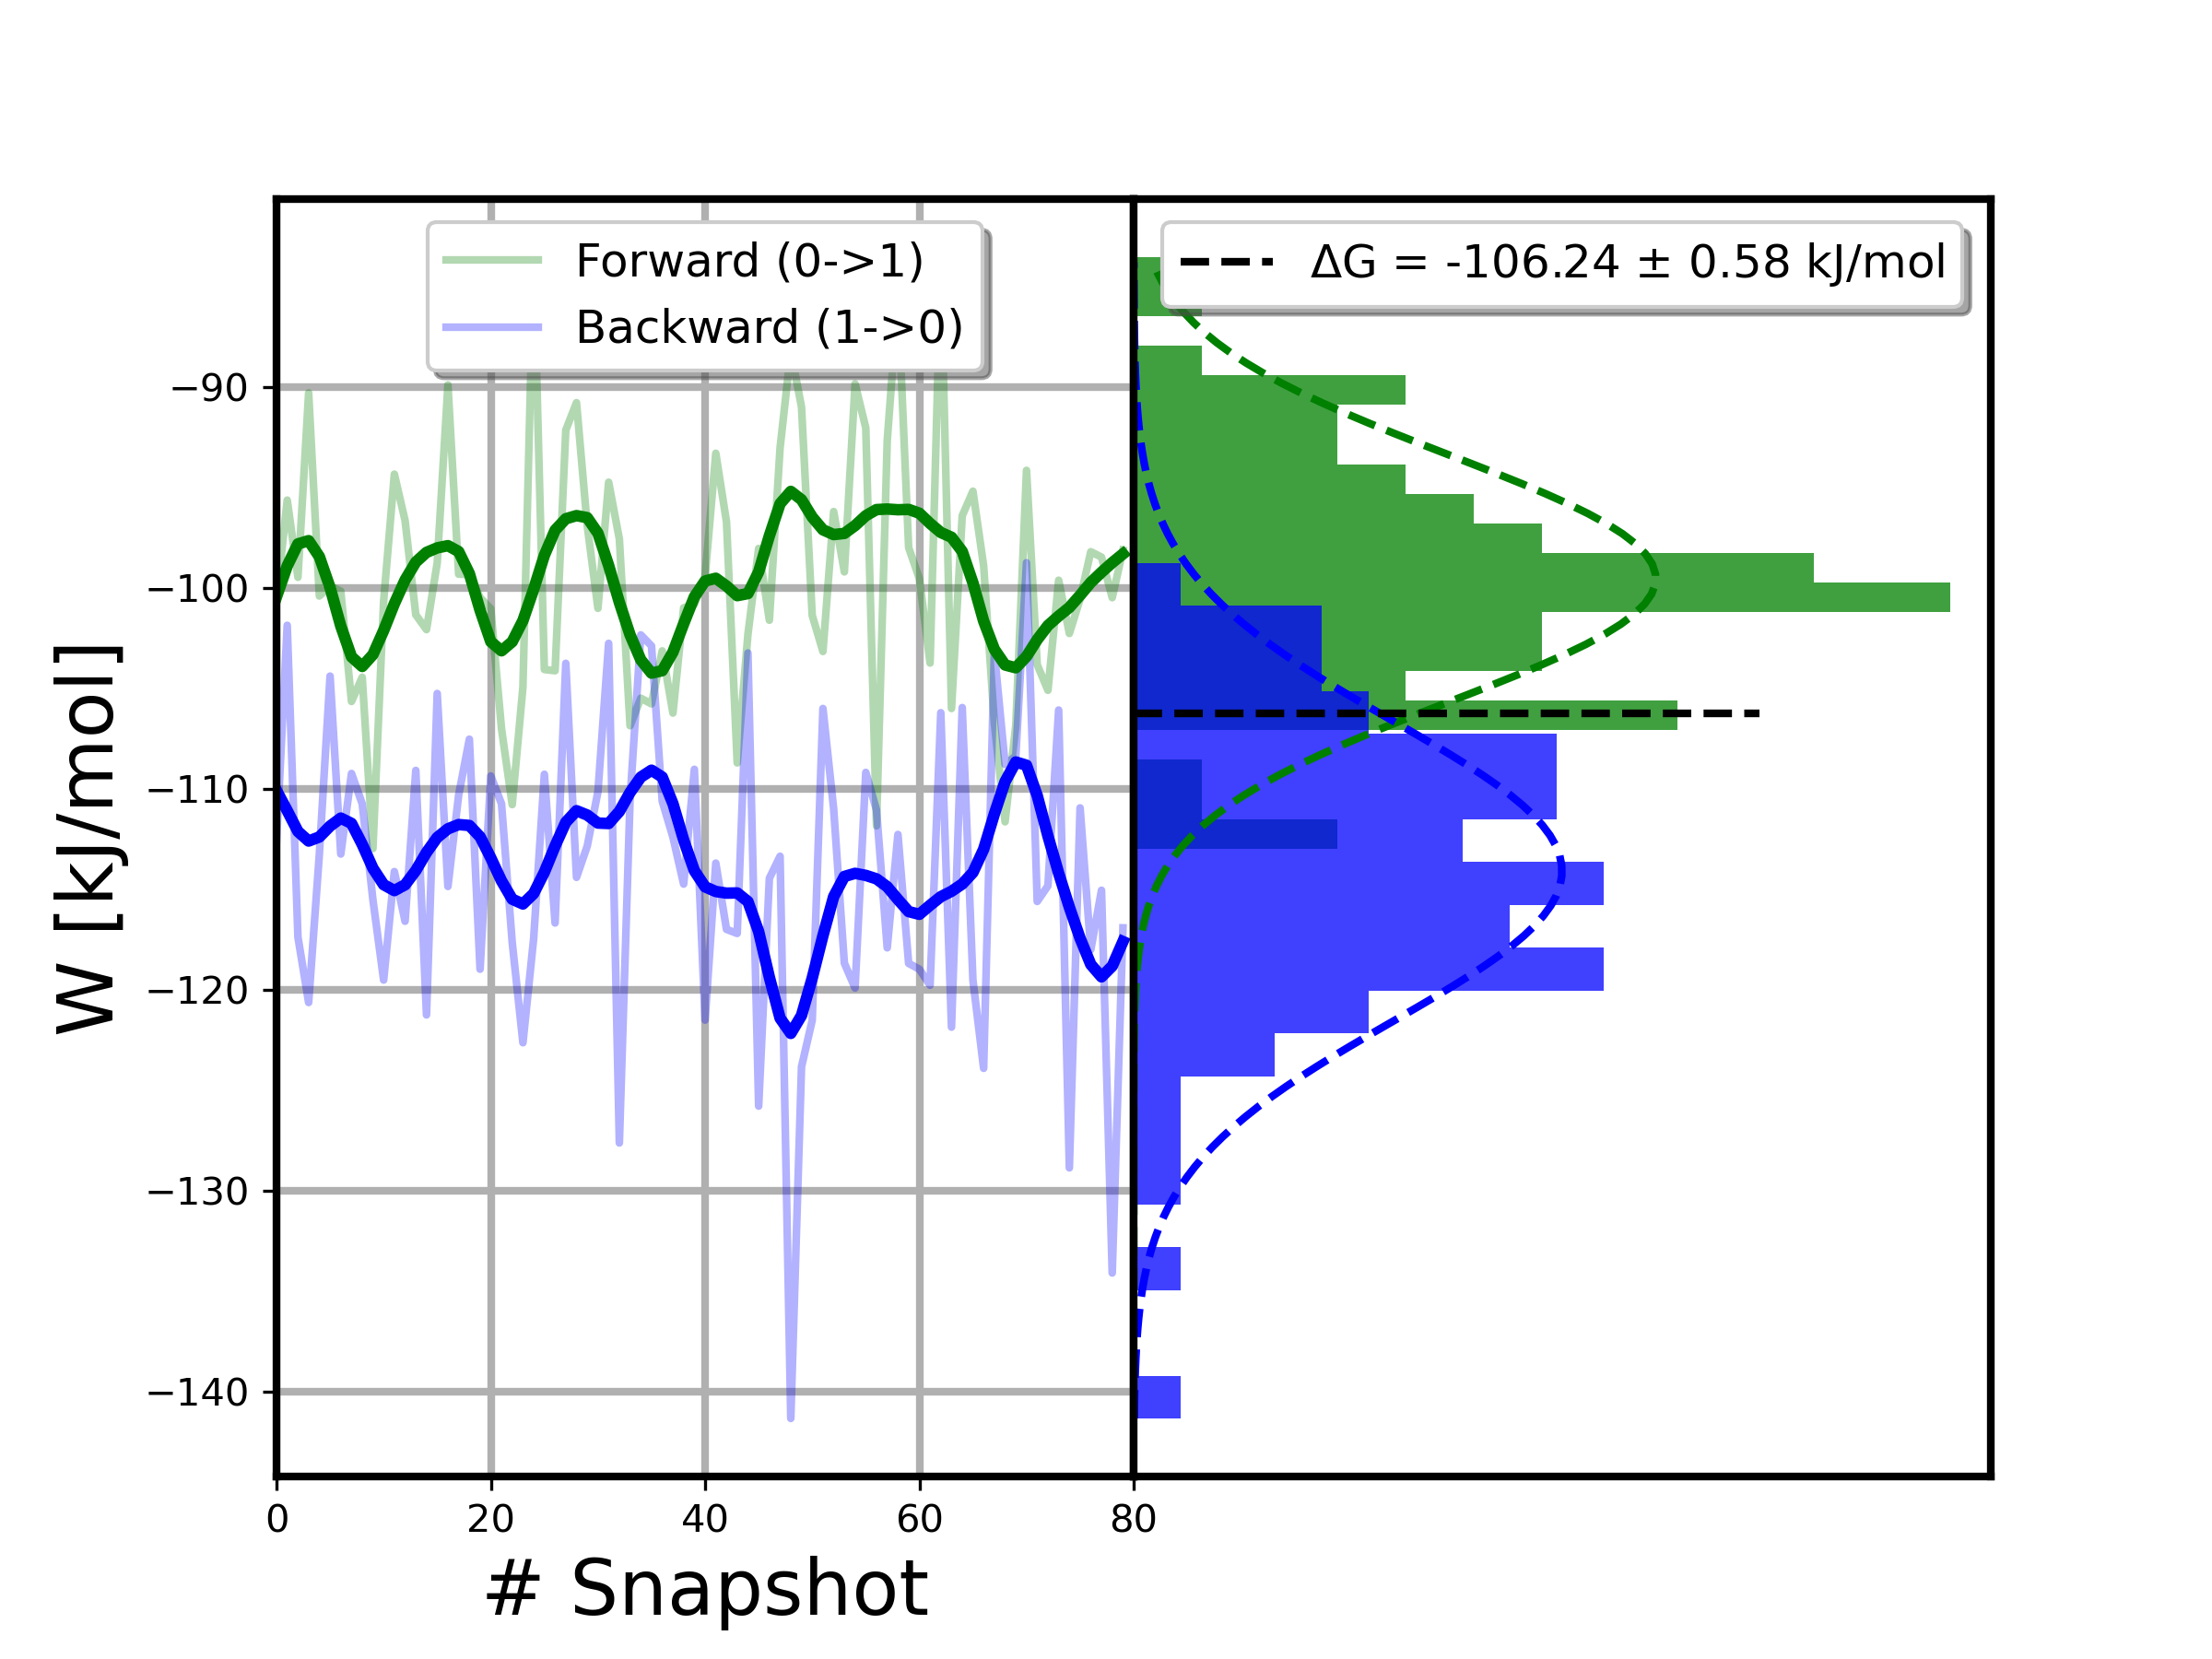 Forward (0->1)
Backward (1->0)
ΔG = -106.24 ± 0.58 kJ/mol
W [kJ/mol]
−90
−100
−110
−120
−130
−140
0 20 40 60 80
# Snapshot